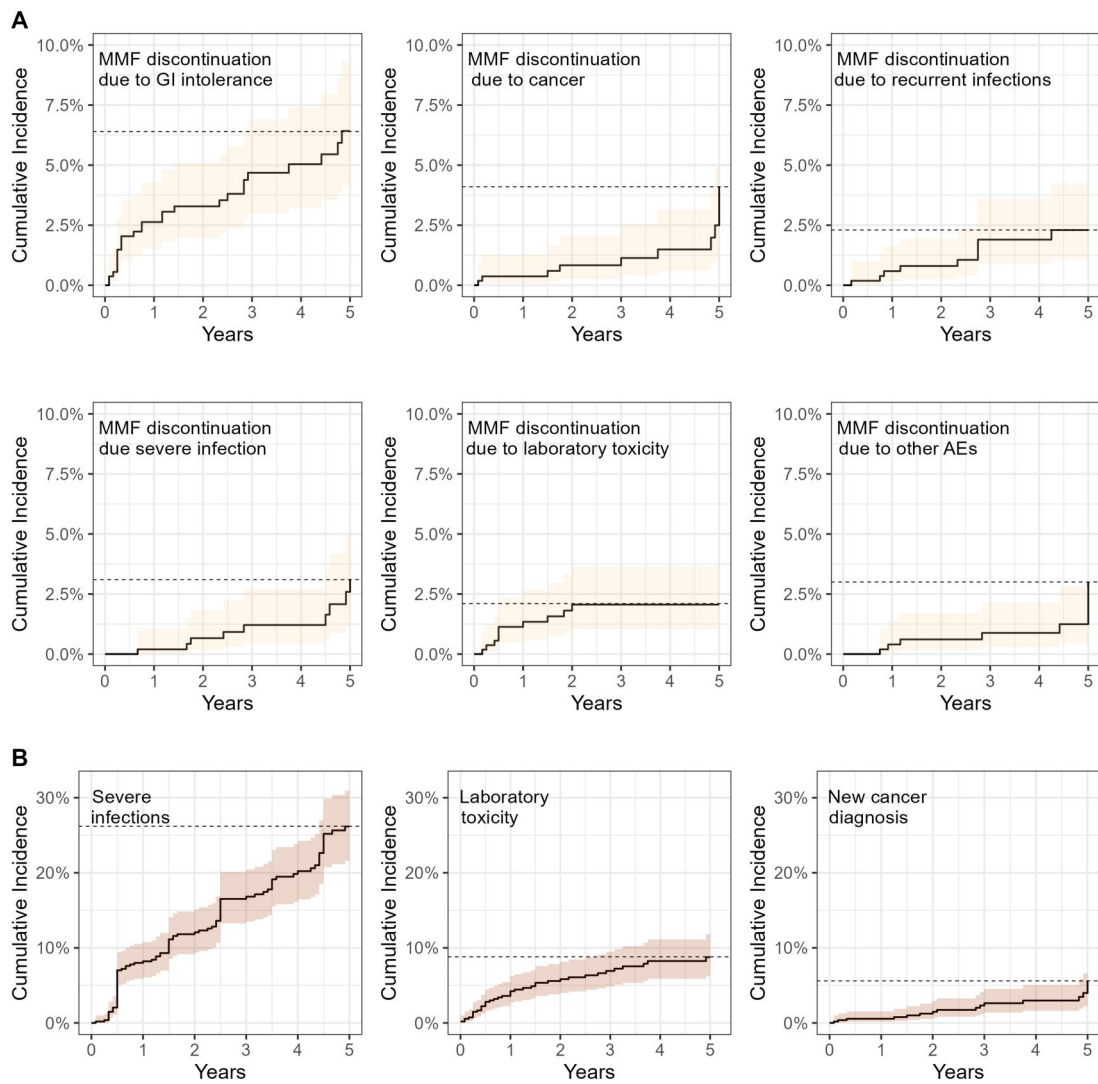 A
MMF discontinuation
due to GI intolerance
Cumulative Incidence
10.0%
7.5%
5.0%
2.5%
0.0%
0 1 2 3 4 5
Years
MMF discontinuation
due to cancer
Cumulative Incidence
10.0%
7.5%
5.0%
2.5%
0.0%
0 1 2 3 4 5
Years
MMF discontinuation
due to recurrent infections
Cumulative Incidence
10.0%
7.5%
5.0%
2.5%
0.0%
0 1 2 3 4 5
Years
MMF discontinuation
due severe infection
Cumulative Incidence
10.0%
7.5%
5.0%
2.5%
0.0%
0 1 2 3 4 5
Years
MMF discontinuation
due to laboratory toxicity
Cumulative Incidence
10.0%
7.5%
5.0%
2.5%
0.0%
0 1 2 3 4 5
Years
MMF discontinuation
due to other AEs
Cumulative Incidence
10.0%
7.5%
5.0%
2.5%
0.0%
0 1 2 3 4 5
Years
B
Severe
infections
Cumulative Incidence
30%
20%
10%
0%
0 1 2 3 4 5
Years
Laboratory
toxicity
Cumulative Incidence
30%
20%
10%
0%
0 1 2 3 4 5
Years
New cancer
diagnosis
Cumulative Incidence
30%
20%
10%
0%
0 1 2 3 4 5
Years